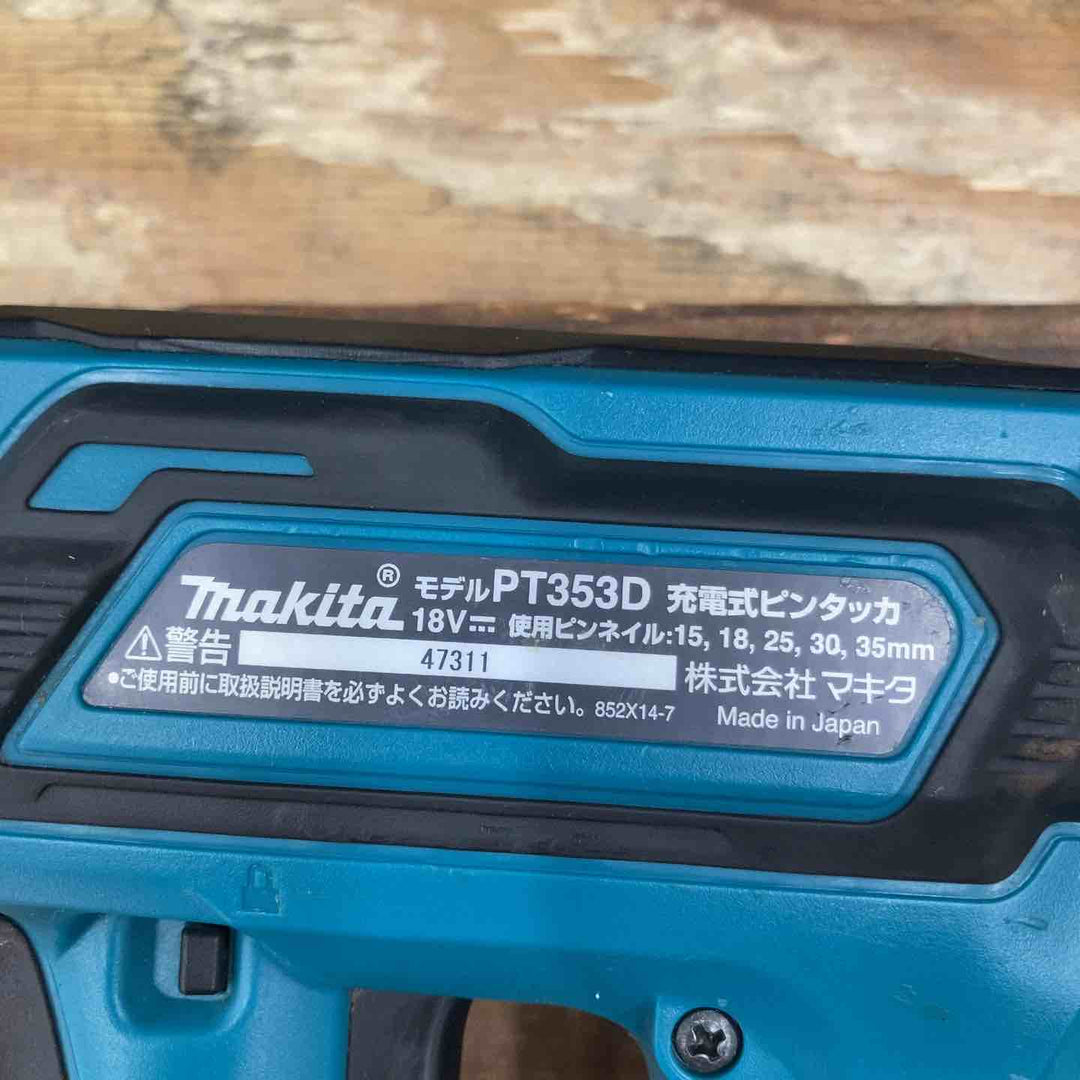 makita® モデルPT353D 充電式ピンタッカ
18V⎓ 使用ピンネイル:15, 18, 25, 30, 35mm
⚠警告 47311 株式会社 マキタ
●ご使用前に取扱説明書を必ずよくお読みください。 852X14-7 Made in Japan